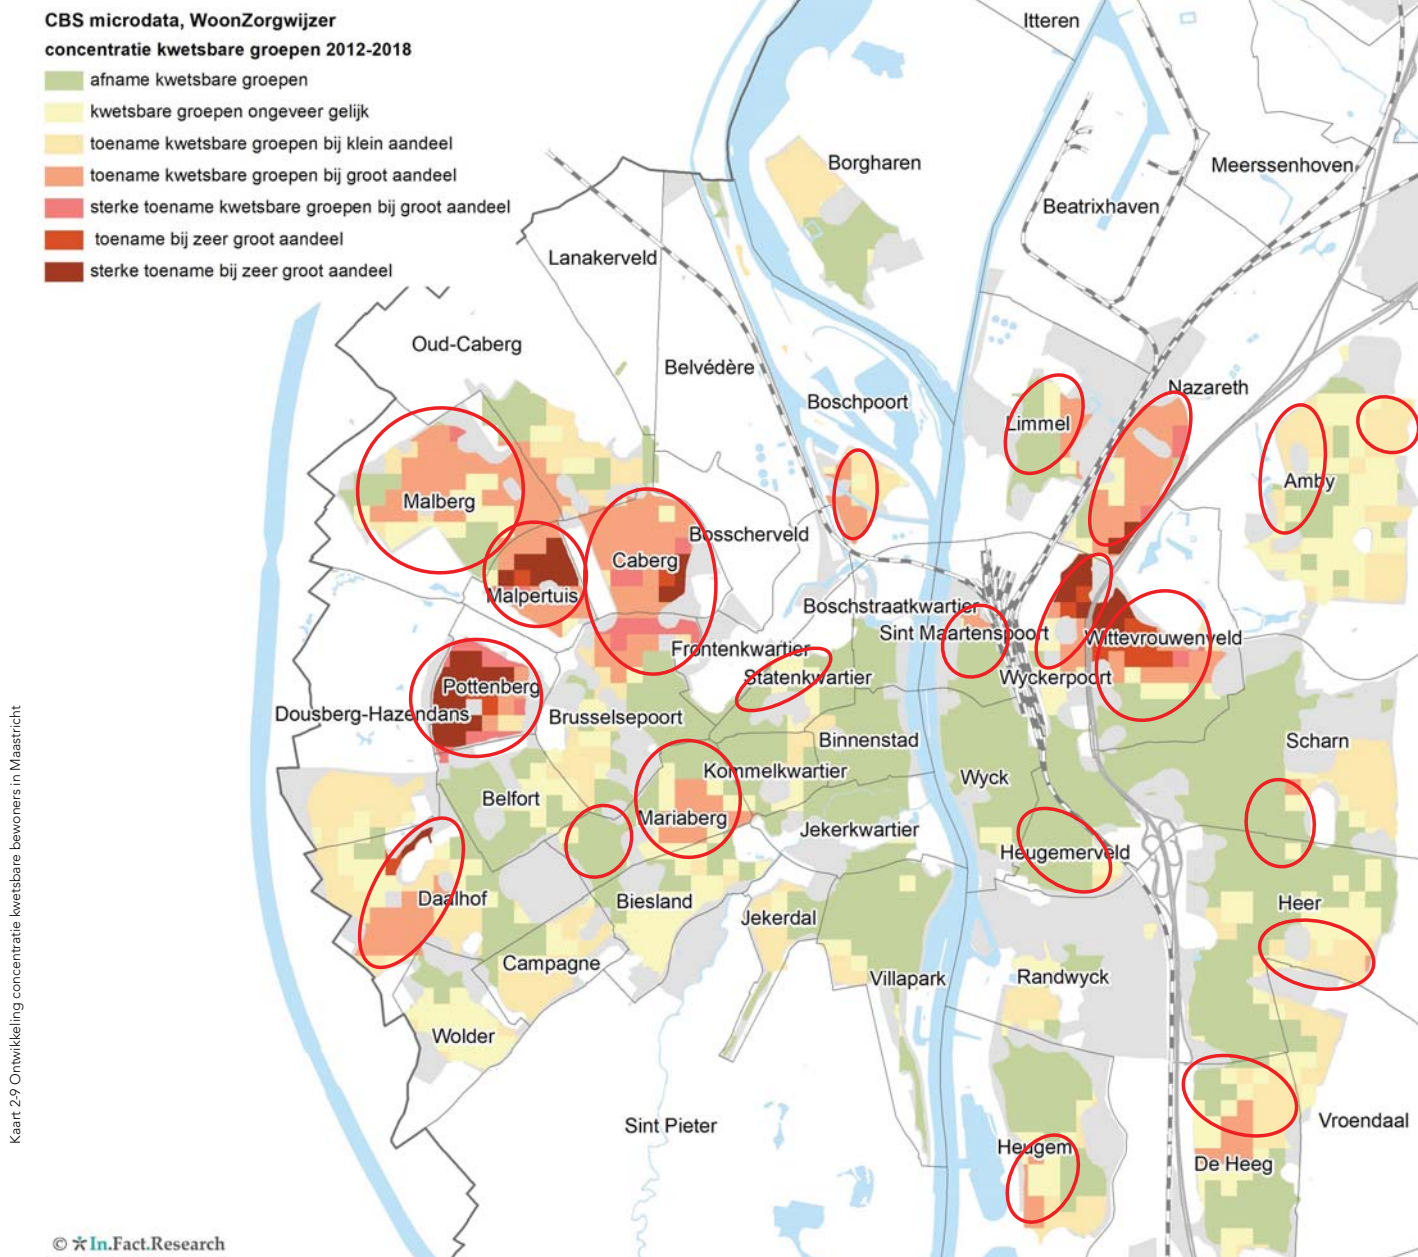 CBS microdata, WoonZorgwijzer
concentratie kwetsbare groepen 2012-2018
afname kwetsbare groepen
kwetsbare groepen ongeveer gelijk
toename kwetsbare groepen bij klein aandeel
toename kwetsbare groepen bij groot aandeel
sterke toename kwetsbare groepen bij groot aandeel
toename bij zeer groot aandeel
sterke toename bij zeer groot aandeel
Itteren
Borgharen
Meerssenhoven
Beatrixhaven
Lanakerveld
Oud-Caberg
Belvédère
Boschpoort
Nazareth
Limmel
Amby
Malberg
Bosscherveld
Caberg
Malpertuis
Boschstraatkwartier
Sint Maartenspoort
Wittevrouwenveld
Frontenkwartier
Statenkwartier
Wyckerpoort
Pottenberg
Dousberg-Hazendans
Brusselsepoort
Binnenstad
Scharn
Kommelkwartier
Wyck
Belfort
Mariaberg
Jekerkwartier
Heugemerveld
Daalhof
Biesland
Jekerdal
Heer
Campagne
Villapark
Randwyck
Wolder
Sint Pieter
Vroendaal
Heugem
De Heeg
Kaart 2-9 Ontwikkeling concentratie kwetsbare bewoners in Maastricht
© In.Fact.Research